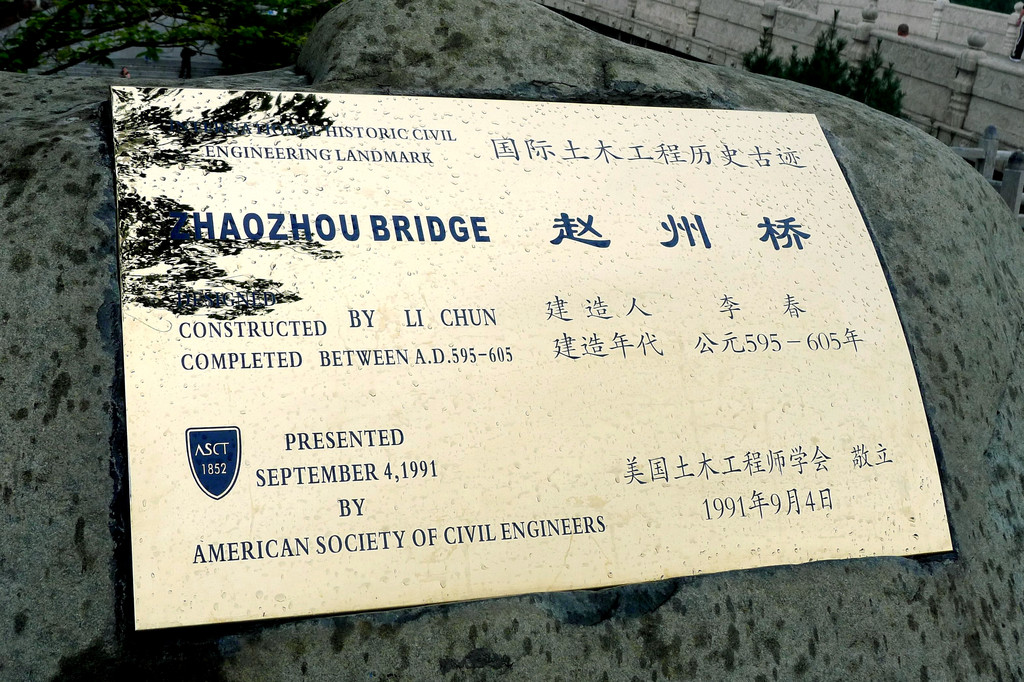 INTERNATIONAL HISTORIC CIVIL
ENGINEERING LANDMARK
国际土木工程历史古迹
ZHAOZHOU BRIDGE 赵州桥
DESIGNED
CONSTRUCTED BY LI CHUN
建造人 李春
COMPLETED BETWEEN A.D.595-605
建造年代 公元595-605年
ASCT
1852
PRESENTED
SEPTEMBER 4,1991
BY
AMERICAN SOCIETY OF CIVIL ENGINEERS
美国土木工程师学会 敬立
1991年9月4日